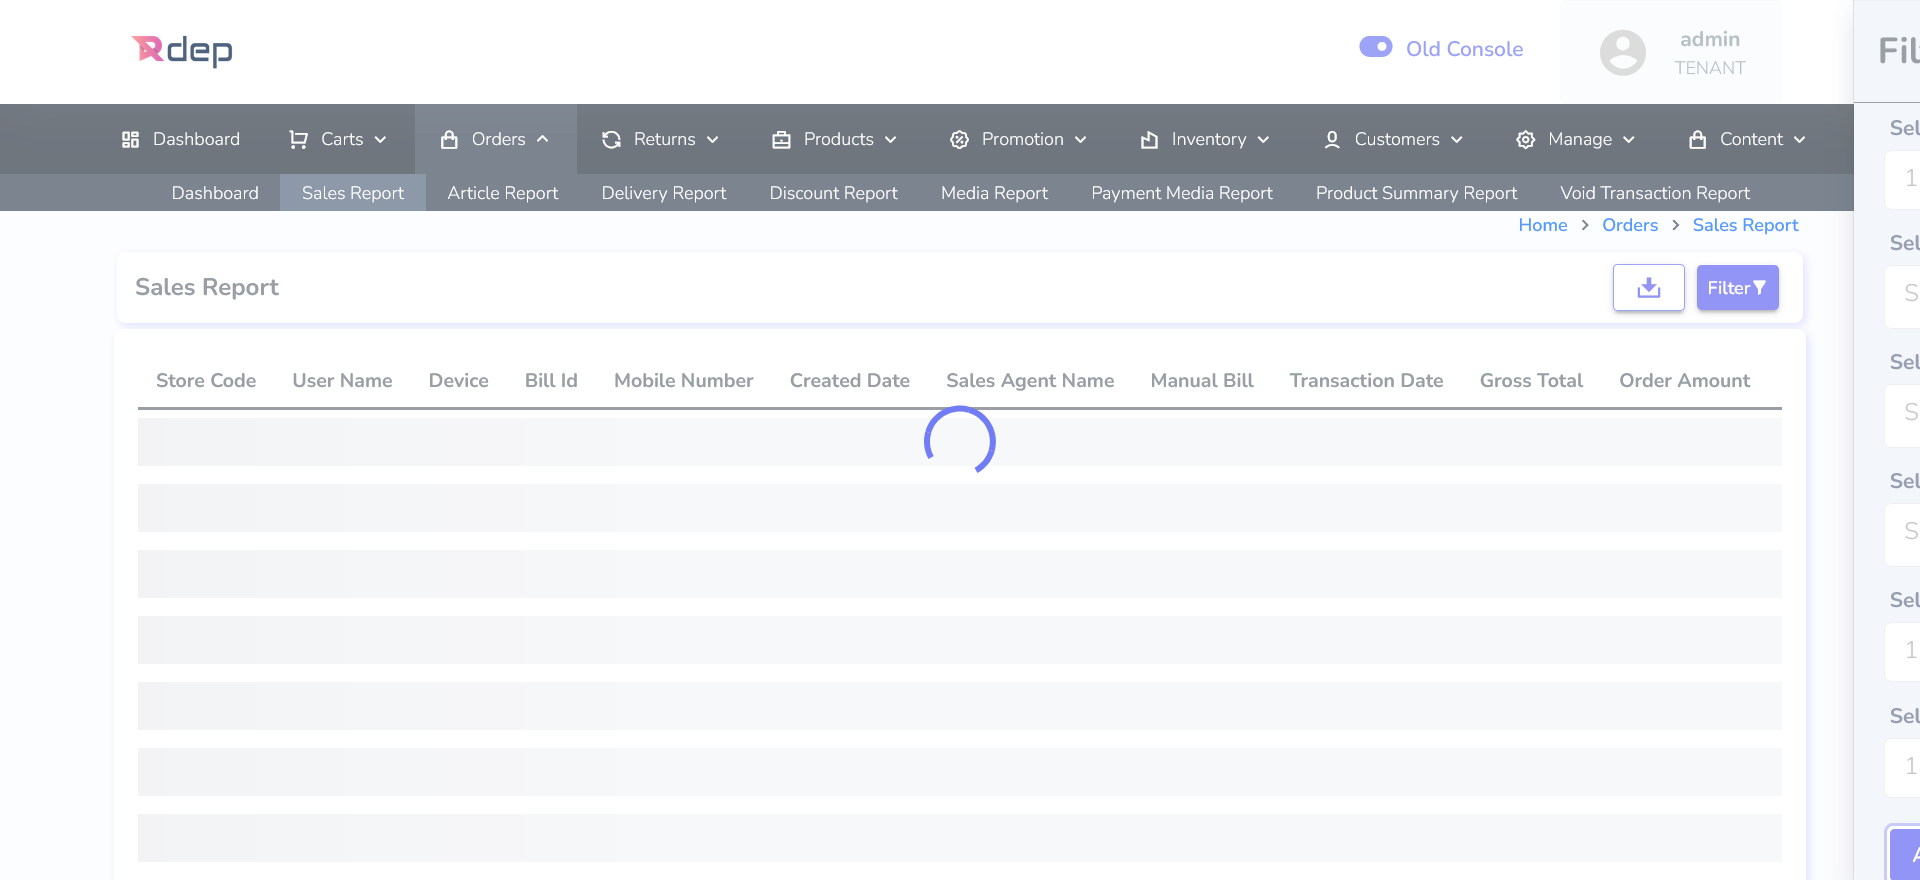 Rdep
Old Console
admin
TENANT
Dashboard Carts Orders Returns Products Promotion Inventory Customers Manage Content
Dashboard Sales Report Article Report Delivery Report Discount Report Media Report Payment Media Report Product Summary Report Void Transaction Report
Home > Orders > Sales Report
Sales Report
Filter
Store Code User Name Device Bill Id Mobile Number Created Date Sales Agent Name Manual Bill Transaction Date Gross Total Order Amount
Fil
Sel
1
Sel
S
Sel
S
Sel
S
Sel
1
Sel
1